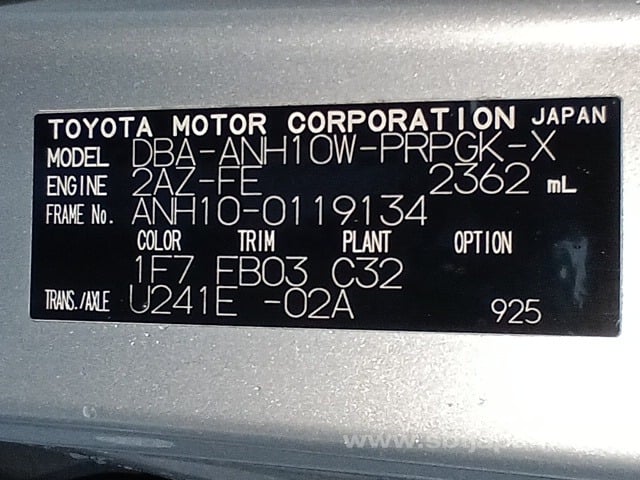 TOYOTA MOTOR CORPORATION JAPAN
MODEL DBA-ANH10W-PRPGK-X
ENGINE 2AZ-FE 2362 mL
FRAME No. ANH10-0119134
COLOR TRIM PLANT OPTION
1F7 FB03 C32
TRANS./AXLE U241E -02A 925